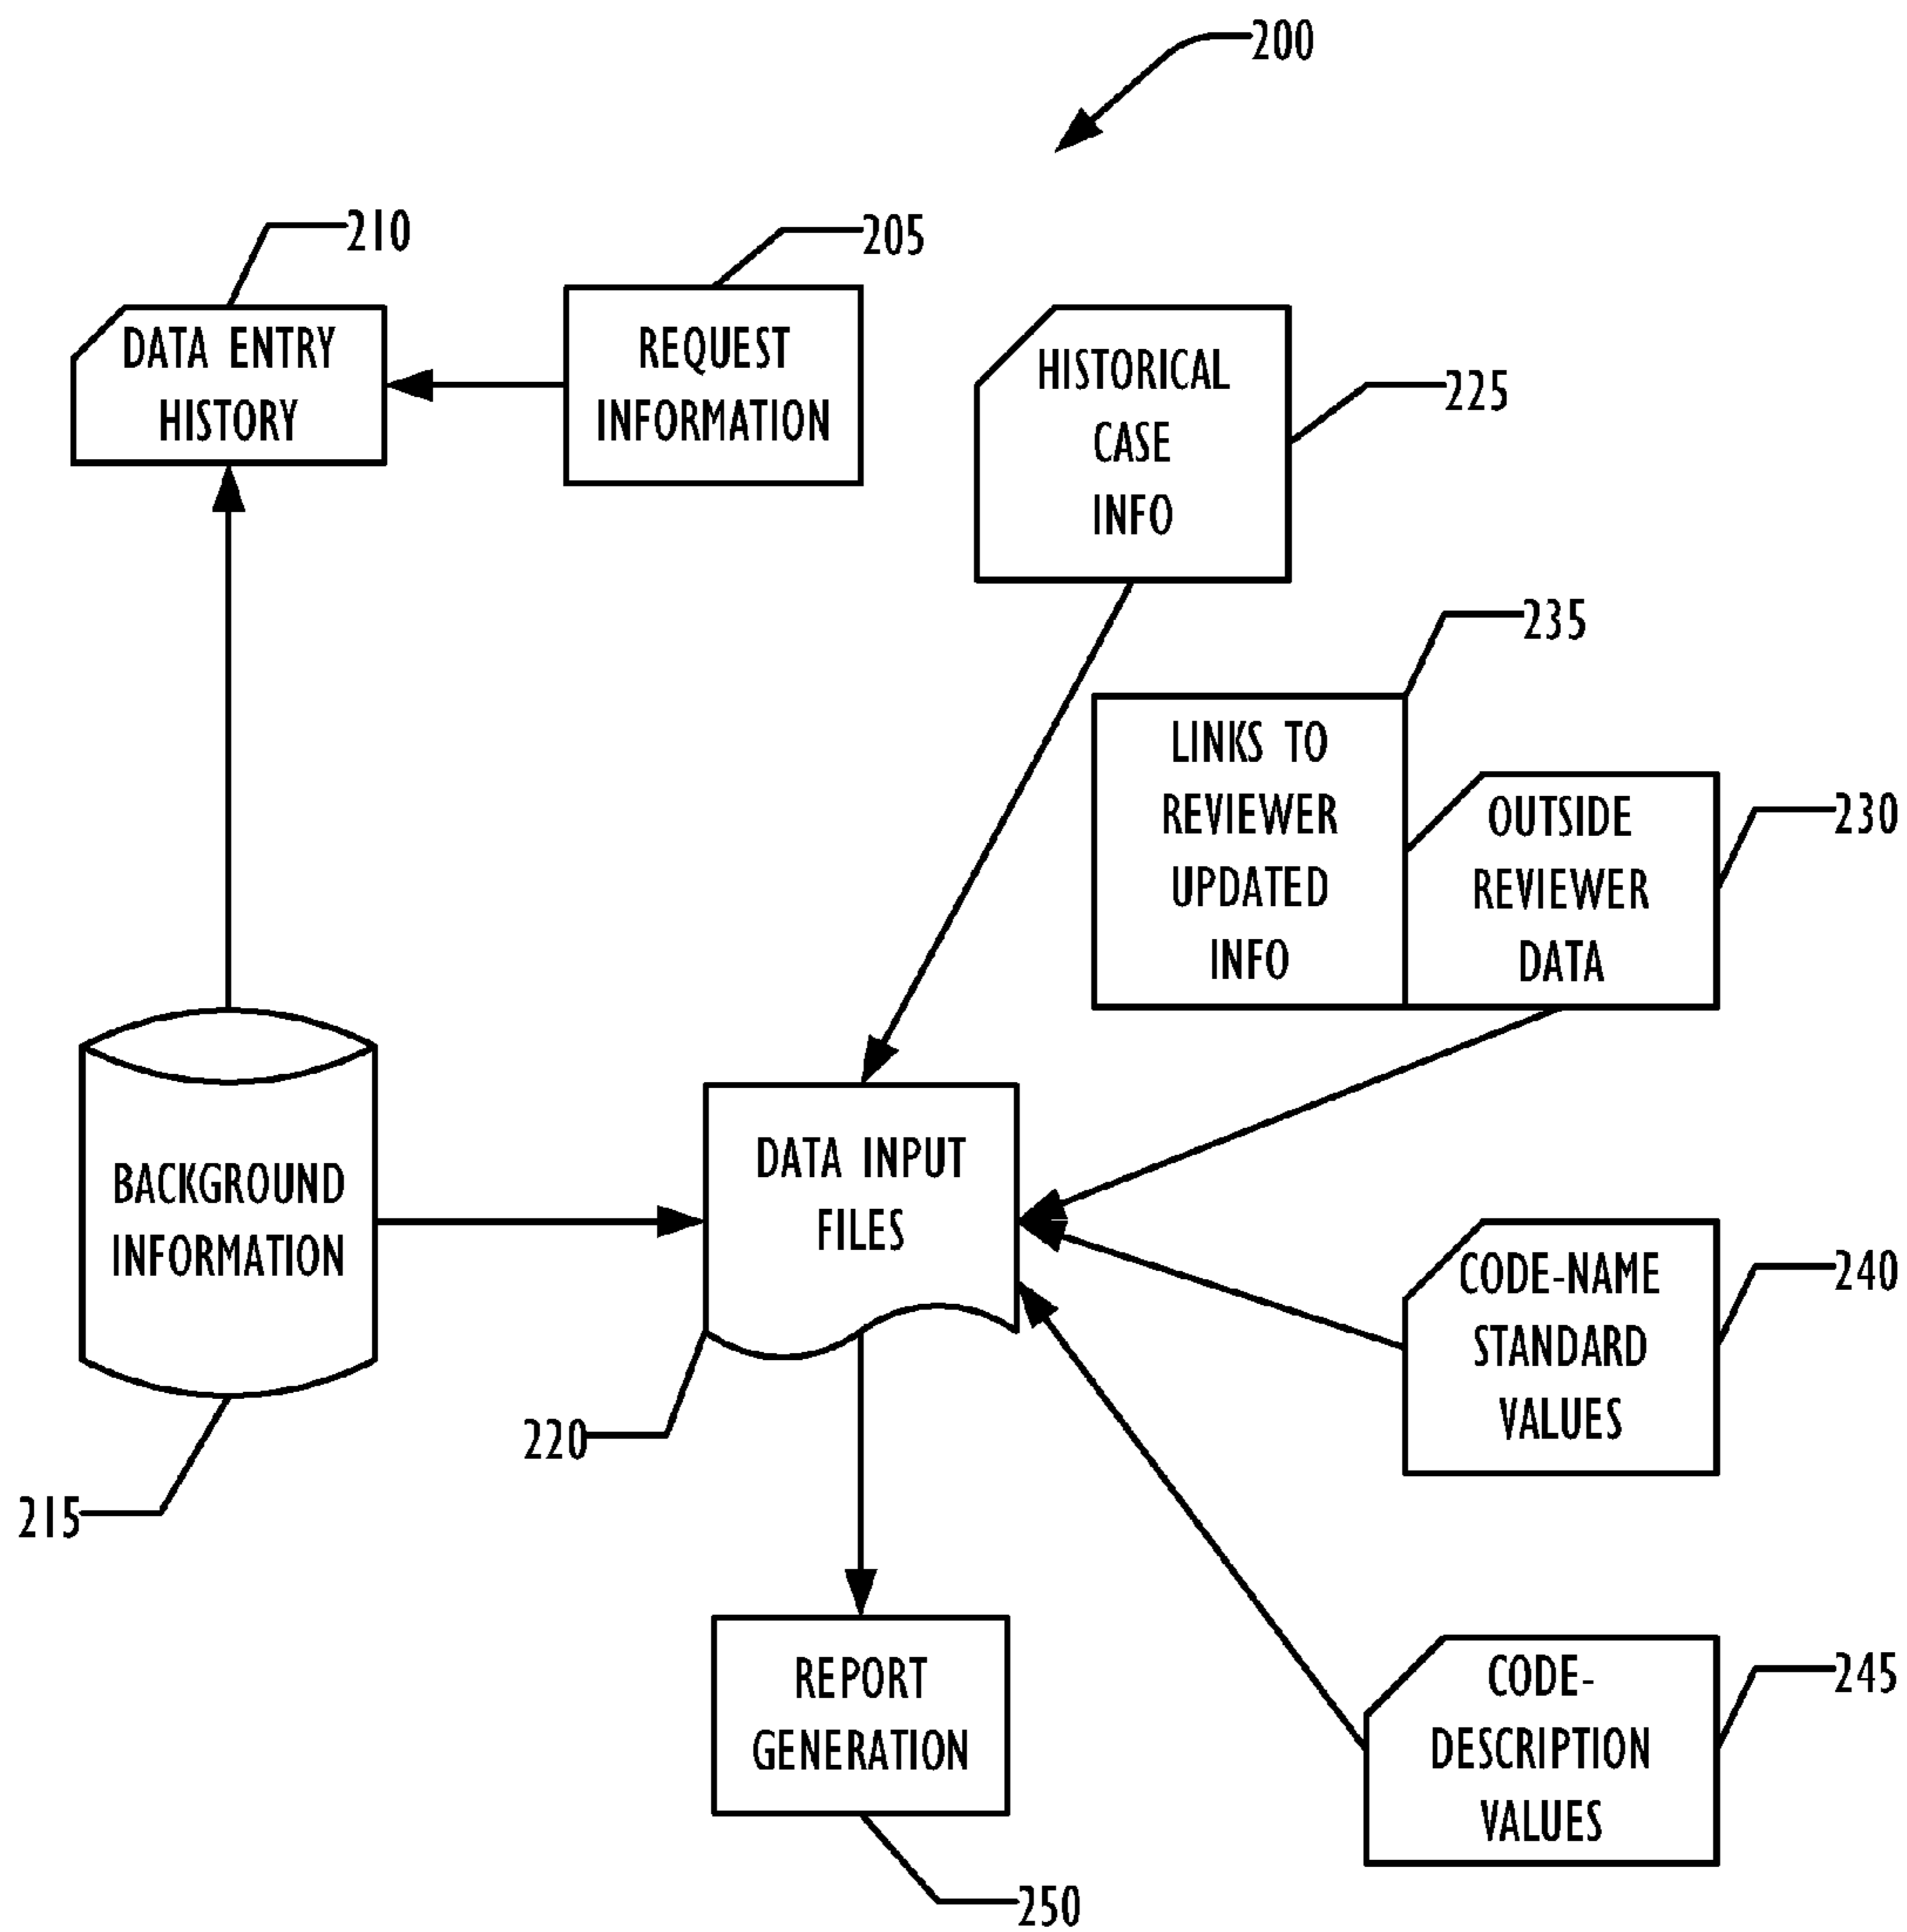 200
210
205
DATA ENTRY
HISTORY
REQUEST
INFORMATION
HISTORICAL
CASE
INFO
225
235
LINKS TO
REVIEWER
UPDATED
INFO
OUTSIDE
REVIEWER
DATA
230
BACKGROUND
INFORMATION
DATA INPUT
FILES
CODE-NAME
STANDARD
VALUES
240
220
215
REPORT
GENERATION
CODE-
DESCRIPTION
VALUES
245
250